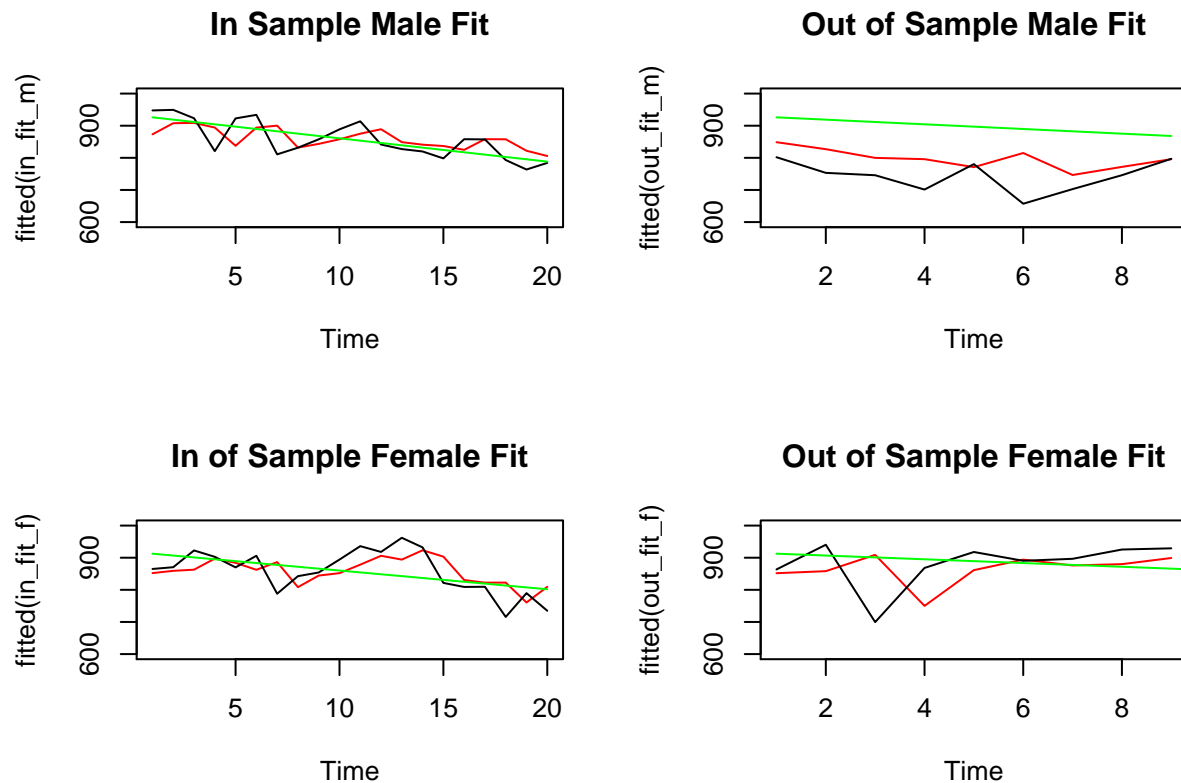 In Sample Male Fit
fitted(in_fit_m)
900
600
5
10
15
20
Time
Out of Sample Male Fit
fitted(out_fit_m)
900
600
2
4
6
8
Time
In of Sample Female Fit
fitted(in_fit_f)
900
600
5
10
15
20
Time
Out of Sample Female Fit
fitted(out_fit_f)
900
600
2
4
6
8
Time